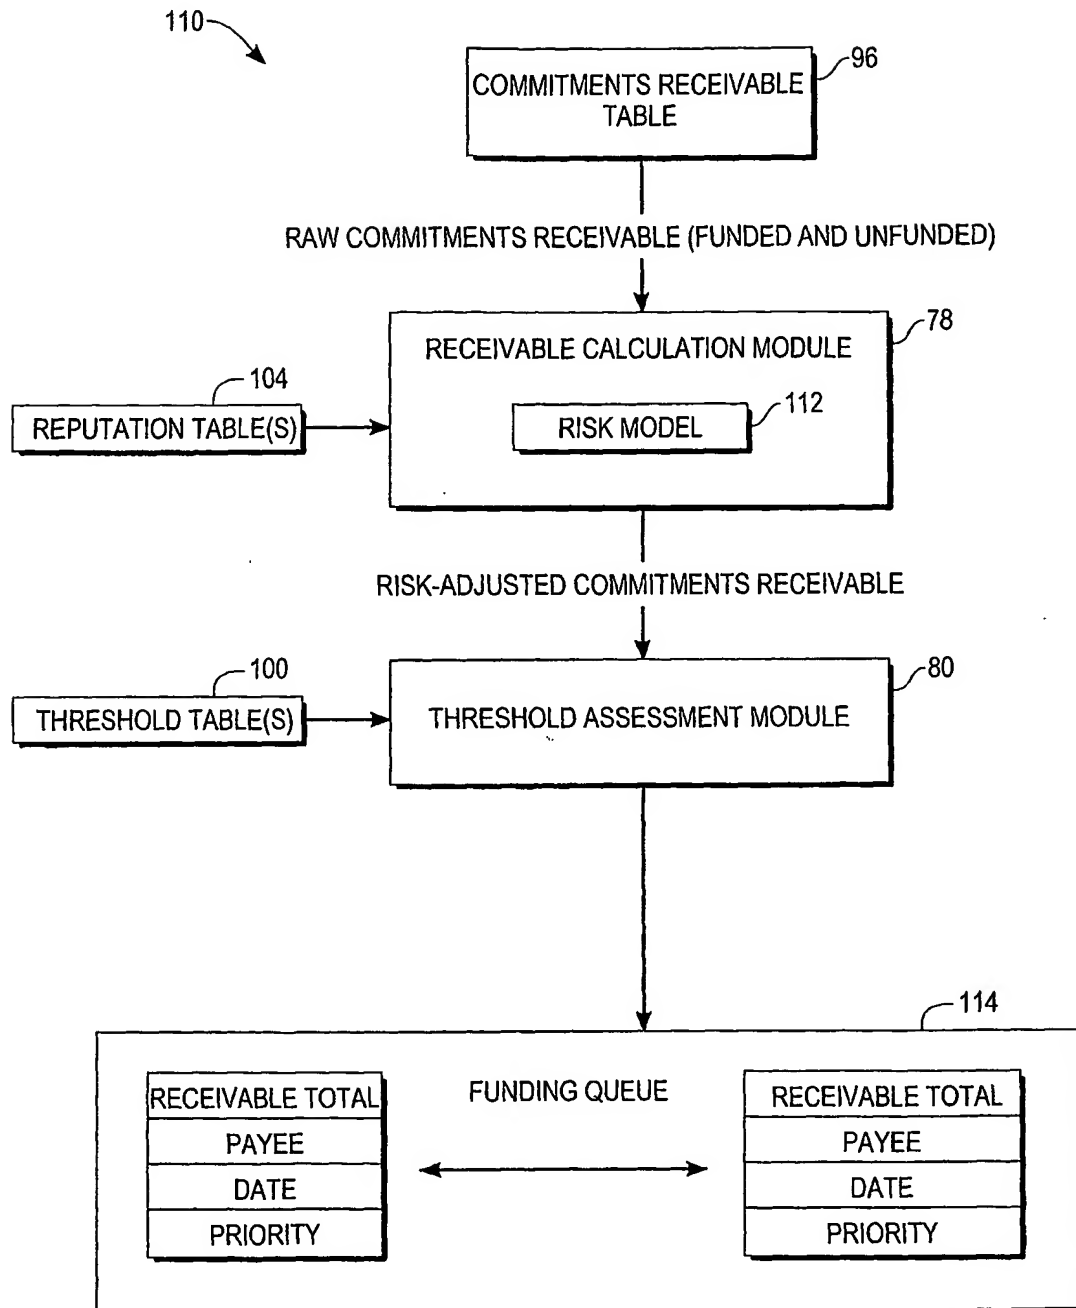 110
96
COMMITMENTS RECEIVABLE
TABLE
RAW COMMITMENTS RECEIVABLE (FUNDED AND UNFUNDED)
78
RECEIVABLE CALCULATION MODULE
104
REPUTATION TABLE(S)
112
RISK MODEL
RISK-ADJUSTED COMMITMENTS RECEIVABLE
100
THRESHOLD TABLE(S)
80
THRESHOLD ASSESSMENT MODULE
114
FUNDING QUEUE
RECEIVABLE TOTAL
PAYEE
DATE
PRIORITY
RECEIVABLE TOTAL
PAYEE
DATE
PRIORITY